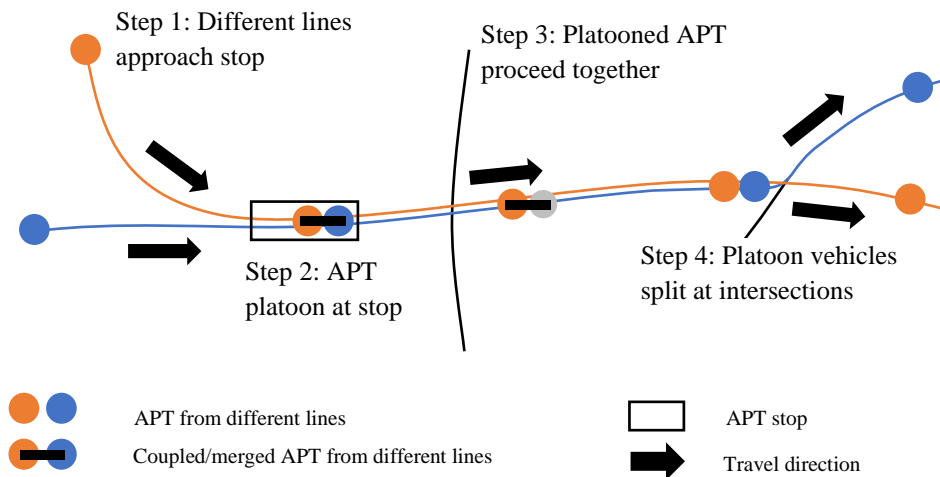 Step 1: Different lines
approach stop
Step 3: Platooned APT
proceed together
Step 2: APT
platoon at stop
Step 4: Platoon vehicles
split at intersections
APT from different lines
APT stop
Coupled/merged APT from different lines
Travel direction